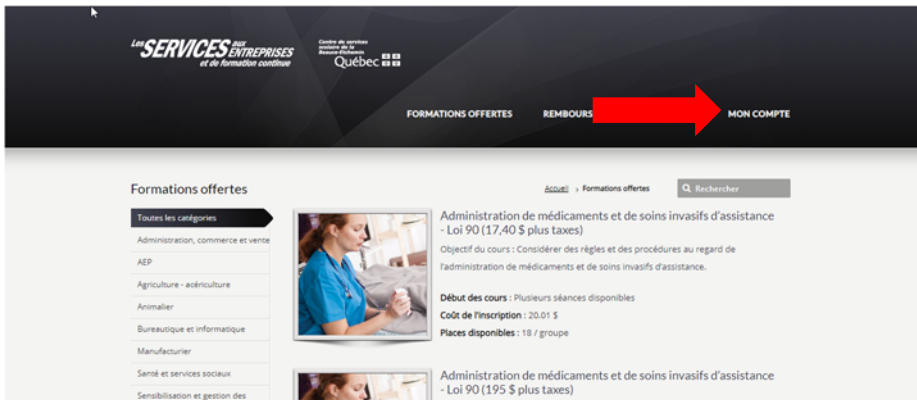 Les SERVICES aux
ENTREPRISES
et de formation continue
Centre de services
scolaire de la
Beauce-Etchemin
Québec
FORMATIONS OFFERTES REMBOURS MON COMPTE
Formations offertes
Accueil › Formations offertes
Rechercher
Toutes les catégories
Administration, commerce et vente
AEP
Agriculture - acériculture
Animalier
Bureautique et informatique
Manufacturier
Santé et services sociaux
Sensibilisation et gestion des
Administration de médicaments et de soins invasifs d'assistance
- Loi 90 (17,40 $ plus taxes)
Objectif du cours : Considérer des règles et des procédures au regard de
l'administration de médicaments et de soins invasifs d'assistance.
Début des cours : Plusieurs séances disponibles
Coût de l'inscription : 20.01 $
Places disponibles : 18 / groupe
Administration de médicaments et de soins invasifs d'assistance
- Loi 90 (195 $ plus taxes)